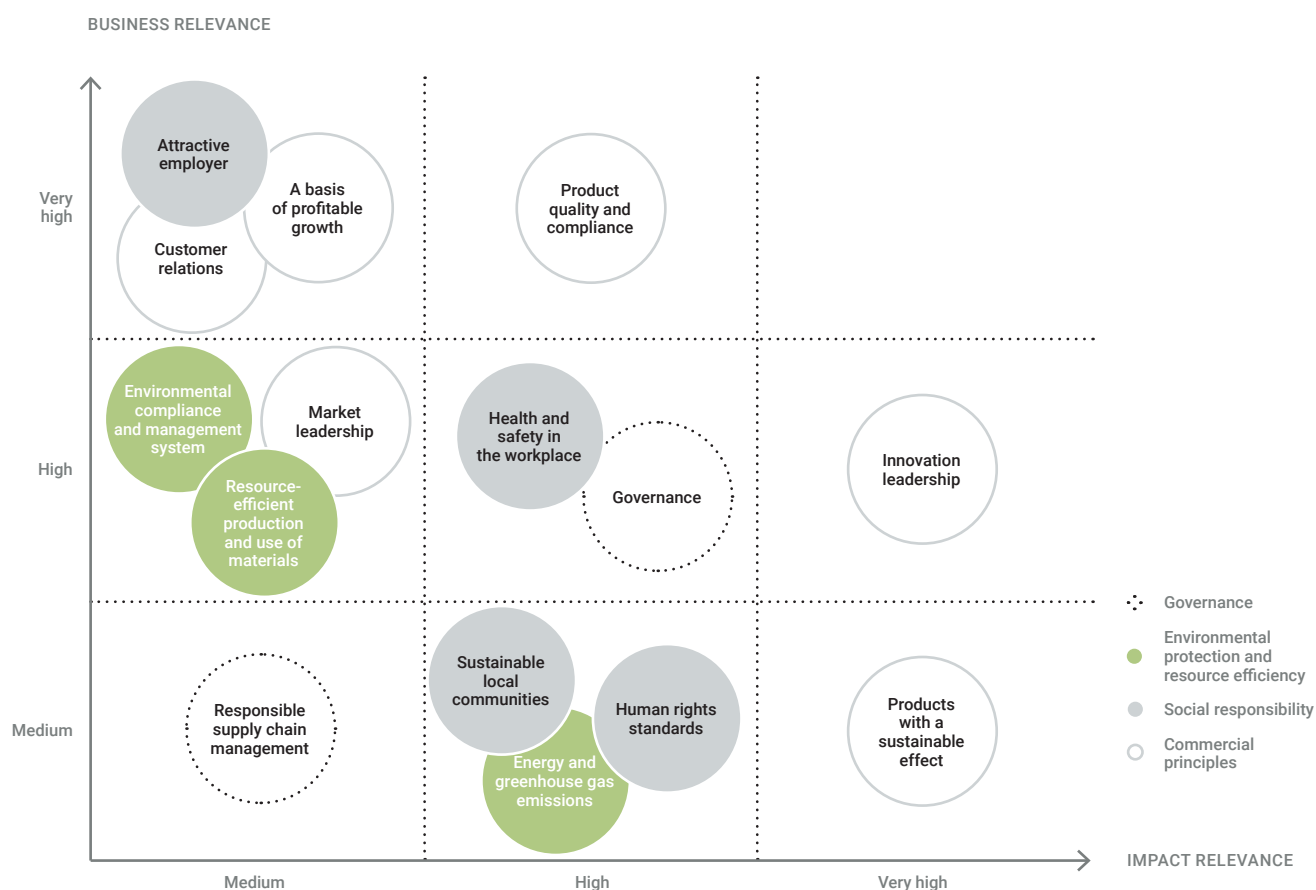 BUSINESS RELEVANCE
Very
high
Attractive
employer
A basis
of profitable
growth
Customer
relations
Product
quality and
compliance
High
Environmental
compliance
and management
system
Market
leadership
Resource-
efficient
production
and use of
materials
Health and
safety in
the workplace
Governance
Innovation
leadership
Medium
Responsible
supply chain
management
Sustainable
local
communities
Human rights
standards
Energy and
greenhouse gas
emissions
Products
with a
sustainable
effect
Governance
Environmental
protection and
resource efficiency
Social responsibility
Commercial
principles
IMPACT RELEVANCE
Medium
High
Very high